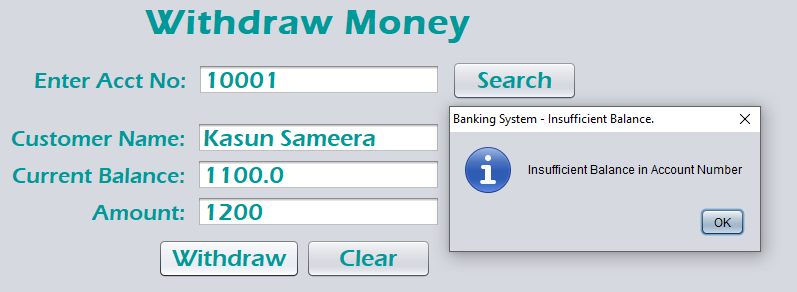 Withdraw Money
Enter Acct No: 10001 Search
Customer Name: Kasun Sameera
Current Balance: 1100.0
Amount: 1200
Withdraw Clear
Banking System - Insufficient Balance.
Insufficient Balance in Account Number
OK